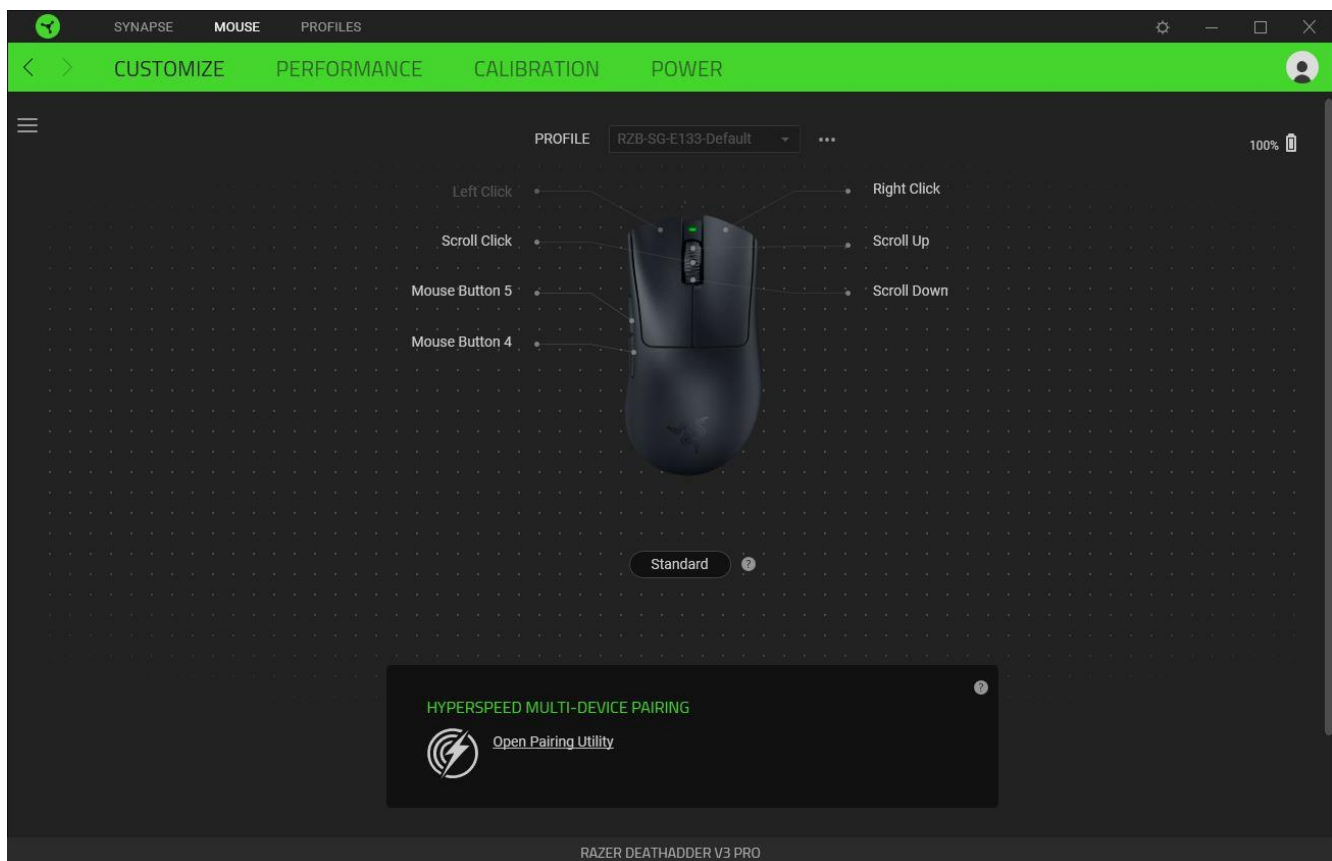 SYNAPSE MOUSE PROFILES
CUSTOMIZE PERFORMANCE CALIBRATION POWER
PROFILE RZB-SG-E133-Default
100%
Left Click
Right Click
Scroll Click
Scroll Up
Mouse Button 5
Scroll Down
Mouse Button 4
Standard ?
?
HYPERSPEED MULTI-DEVICE PAIRING
Open Pairing Utility
RAZER DEATHADDER V3 PRO